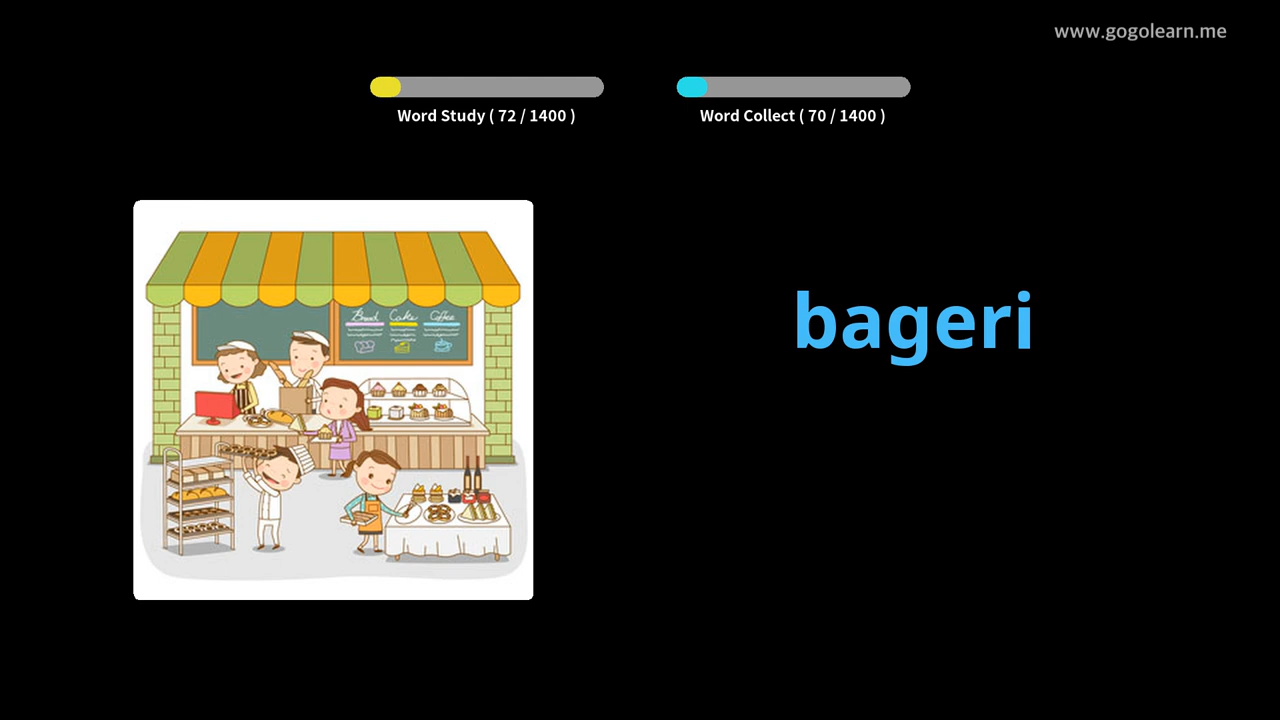 www.gogolearn.me
Word Study ( 72 / 1400 )
Word Collect ( 70 / 1400 )
Bread Cake Coffee
bageri